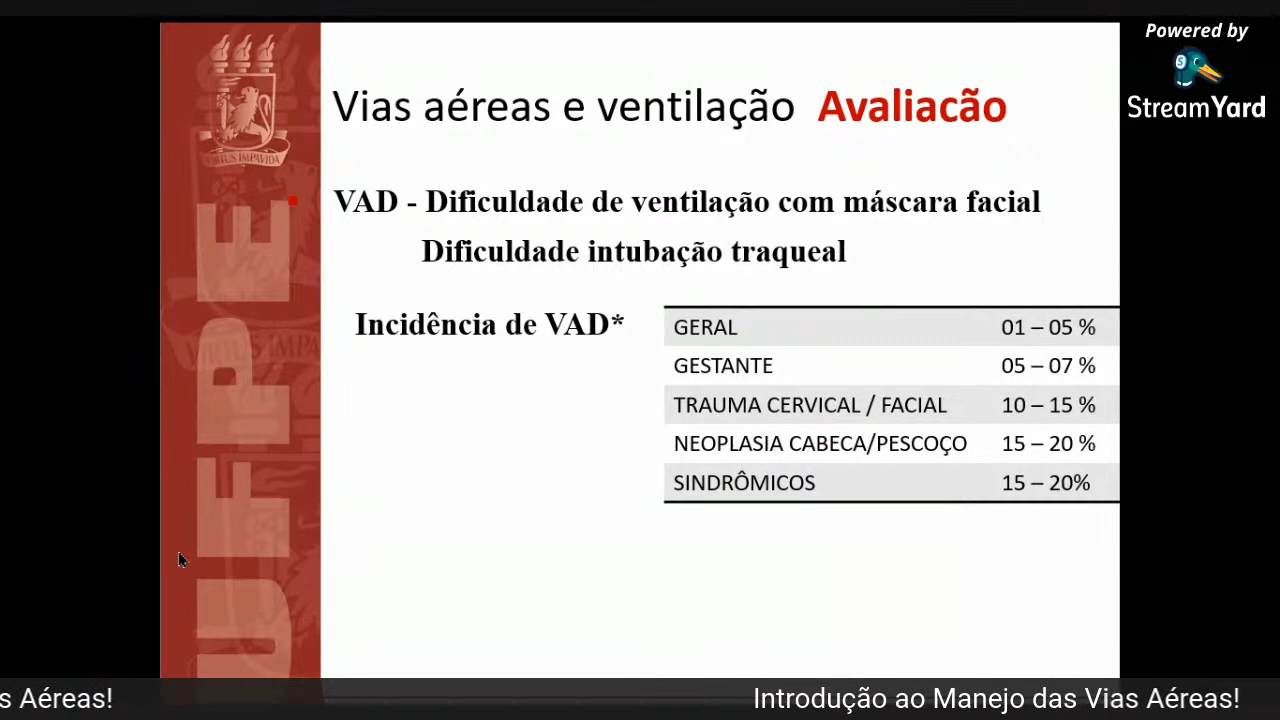 Powered by
StreamYard
Vias aéreas e ventilação Avaliacão
VIRTUS IMPAVIDA
UFPE
VAD - Dificuldade de ventilação com máscara facial
Dificuldade intubação traqueal
Incidência de VAD*
GERAL 01 – 05 %
GESTANTE 05 – 07 %
TRAUMA CERVICAL / FACIAL 10 – 15 %
NEOPLASIA CABECA/PESCOÇO 15 – 20 %
SINDRÔMICOS 15 – 20%
s Aéreas! Introdução ao Manejo das Vias Aéreas!